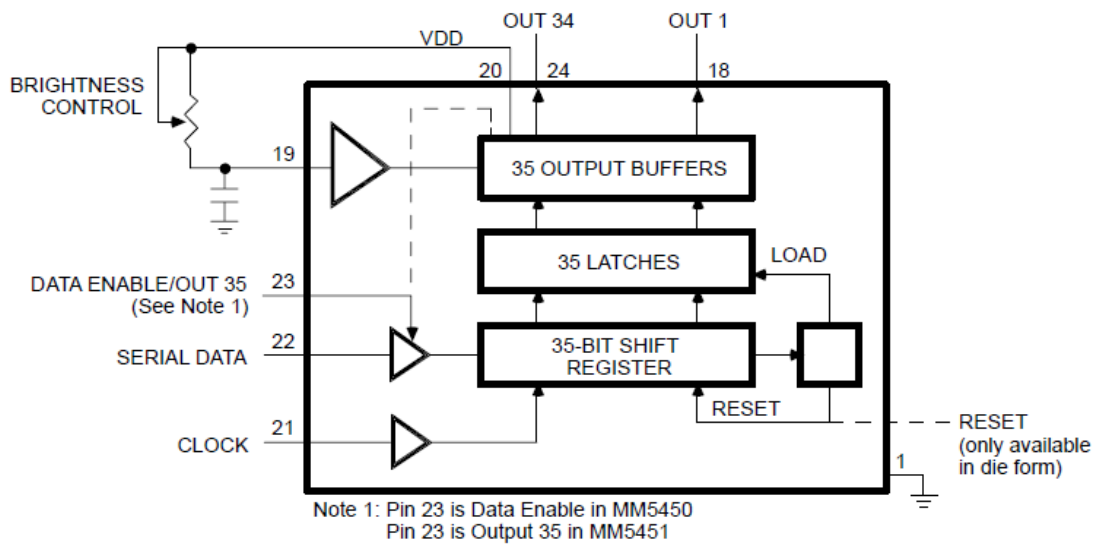 OUT 34
OUT 1
VDD
20
24
18
BRIGHTNESS
CONTROL
19
35 OUTPUT BUFFERS
35 LATCHES
LOAD
DATA ENABLE/OUT 35
(See Note 1)
23
SERIAL DATA
22
35-BIT SHIFT
REGISTER
RESET
RESET
(only available
in die form)
CLOCK
21
1
Note 1: Pin 23 is Data Enable in MM5450
Pin 23 is Output 35 in MM5451